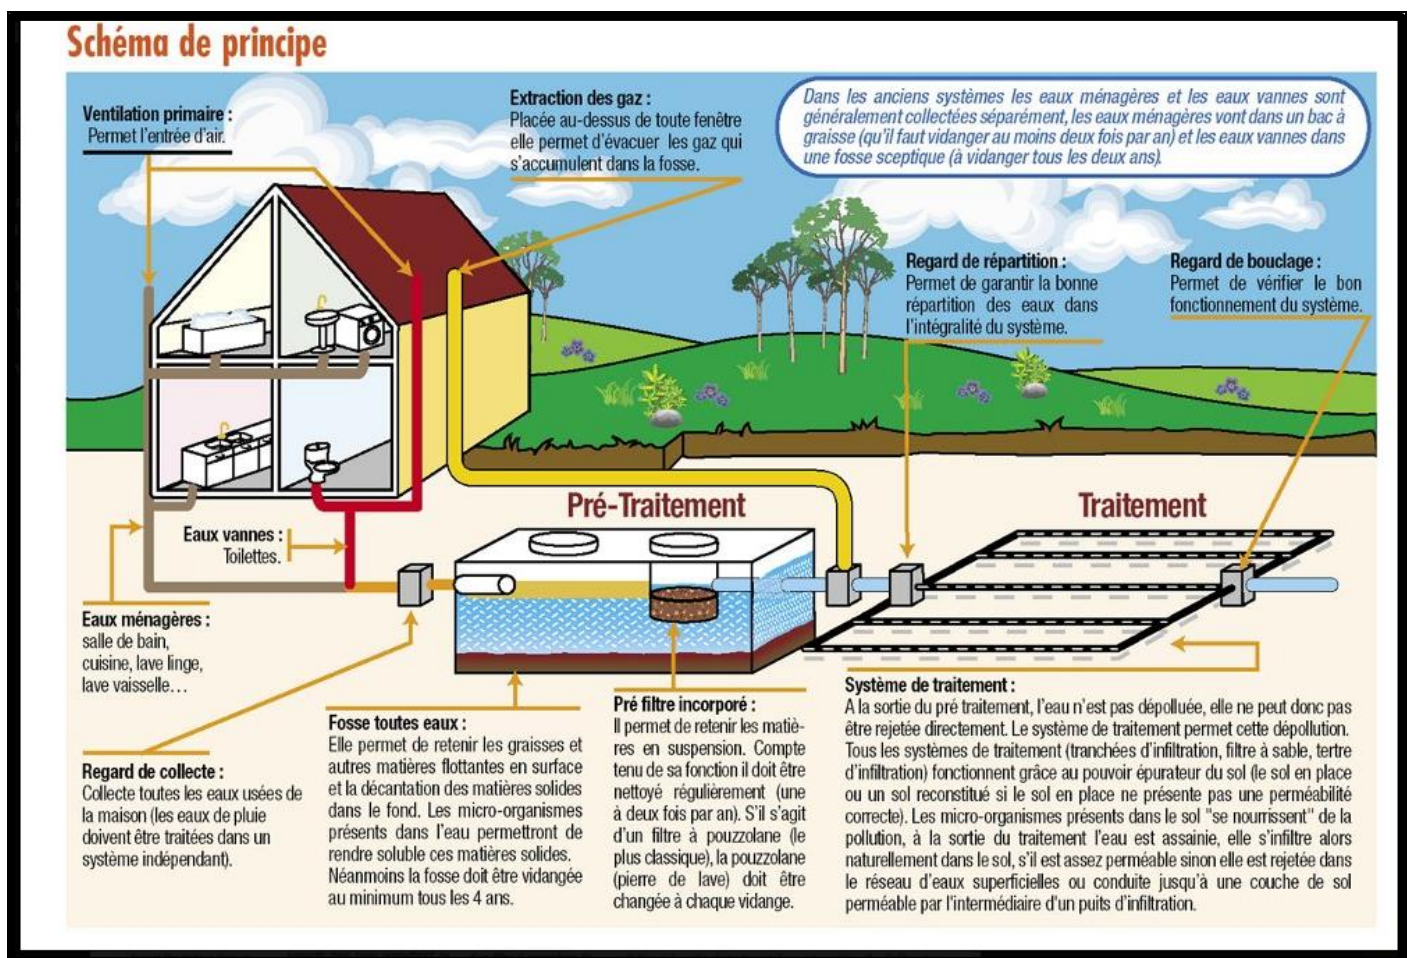 Schéma de principe
Ventilation primaire :
Permet l'entrée d'air.
Extraction des gaz :
Placée au-dessus de toute fenêtre
elle permet d'évacuer les gaz qui
s'accumulent dans la fosse.
Dans les anciens systèmes les eaux ménagères et les eaux vannes sont
généralement collectées séparément, les eaux ménagères vont dans un bac à
graisse (qu'il faut vidanger au moins deux fois par an) et les eaux vannes dans
une fosse sceptique (à vidanger tous les deux ans).
Regard de répartition :
Permet de garantir la bonne
répartition des eaux dans
l'intégralité du système.
Regard de bouclage :
Permet de vérifier le bon
fonctionnement du système.
Pré-Traitement
Traitement
Eaux vannes :
Toilettes.
Eaux ménagères :
salle de bain,
cuisine, lave linge,
lave vaisselle...
Regard de collecte :
Collecte toutes les eaux usées de
la maison (les eaux de pluie
doivent être traitées dans un
système indépendant).
Fosse toutes eaux :
Elle permet de retenir les graisses et
autres matières flottantes en surface
et la décantation des matières solides
dans le fond. Les micro-organismes
présents dans l'eau permettront de
rendre soluble ces matières solides.
Néanmoins la fosse doit être vidangée
au minimum tous les 4 ans.
Pré filtre incorporé :
Il permet de retenir les matiè-
res en suspension. Compte
tenu de sa fonction il doit être
nettoyé régulièrement (une
à deux fois par an). S'il s'agit
d'un filtre à pouzzolane (le
plus classique), la pouzzolane
(pierre de lave) doit être
changée à chaque vidange.
Système de traitement :
A la sortie du pré traitement, l'eau n'est pas dépolluée, elle ne peut donc pas
être rejetée directement. Le système de traitement permet cette dépollution.
Tous les systèmes de traitement (tranchées d'infiltration, filtre à sable, tertre
d'infiltration) fonctionnent grâce au pouvoir épurateur du sol (le sol en place
ou un sol reconstitué si le sol en place ne présente pas une perméabilité
correcte). Les micro-organismes présents dans le sol "se nourrissent" de la
pollution, à la sortie du traitement l'eau est assainie, elle s'infiltre alors
naturellement dans le sol, s'il est assez perméable sinon elle est rejetée dans
le réseau d'eaux superficielles ou conduite jusqu'à une couche de sol
perméable par l'intermédiaire d'un puits d'infiltration.